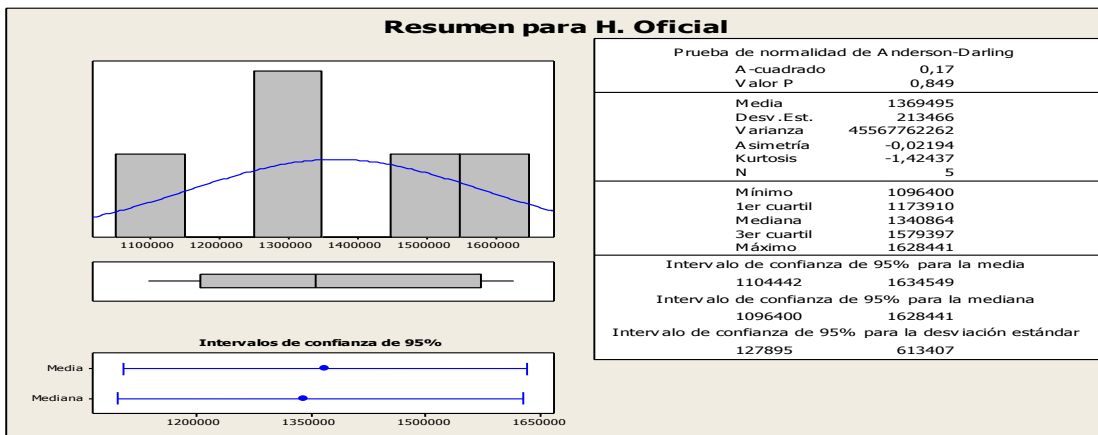 Resumen para H. Oficial
1100000 1200000 1300000 1400000 1500000 1600000
Intervalos de confianza de 95%
Media
Mediana
1200000 1350000 1500000 1650000
Prueba de normalidad de Anderson-Darling
A-cuadrado 0,17
Valor P 0,849
Media 1369495
Desv.Est. 213466
Varianza 45567762262
Asimetría -0,02194
Kurtosis -1,42437
N 5
Mínimo 1096400
1er cuartil 1173910
Mediana 1340864
3er cuartil 1579397
Máximo 1628441
Intervalo de confianza de 95% para la media
1104442 1634549
Intervalo de confianza de 95% para la mediana
1096400 1628441
Intervalo de confianza de 95% para la desviación estándar
127895 613407